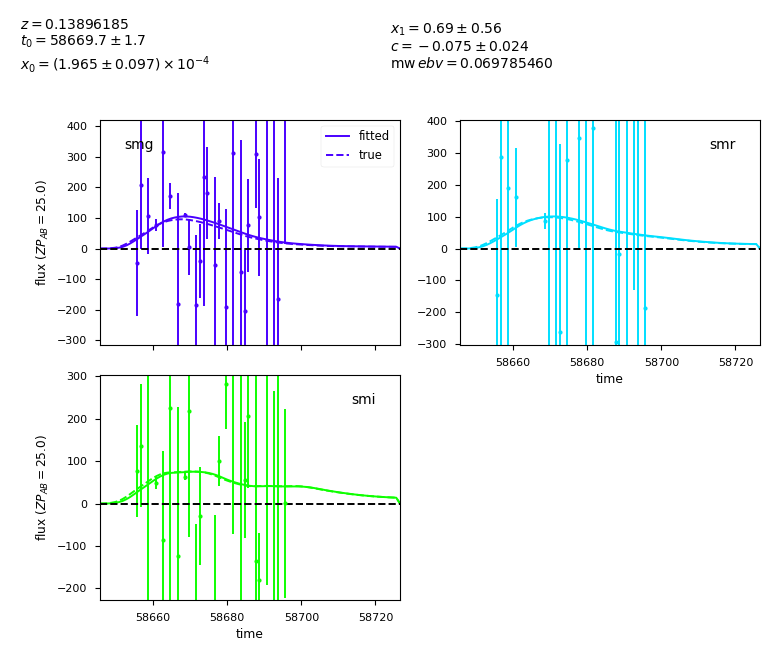 z = 0.13896185
t₀ = 58669.7 ± 1.7
x₀ = (1.965 ± 0.097) × 10⁻⁴
x₁ = 0.69 ± 0.56
c = −0.075 ± 0.024
mw ebv = 0.069785460
smg
fitted
true
400
300
200
100
0
−100
−200
−300
flux (ZP_AB = 25.0)
smr
400
300
200
100
0
−100
−200
−300
58660 58680 58700 58720
time
smi
300
200
100
0
−100
−200
flux (ZP_AB = 25.0)
58660 58680 58700 58720
time